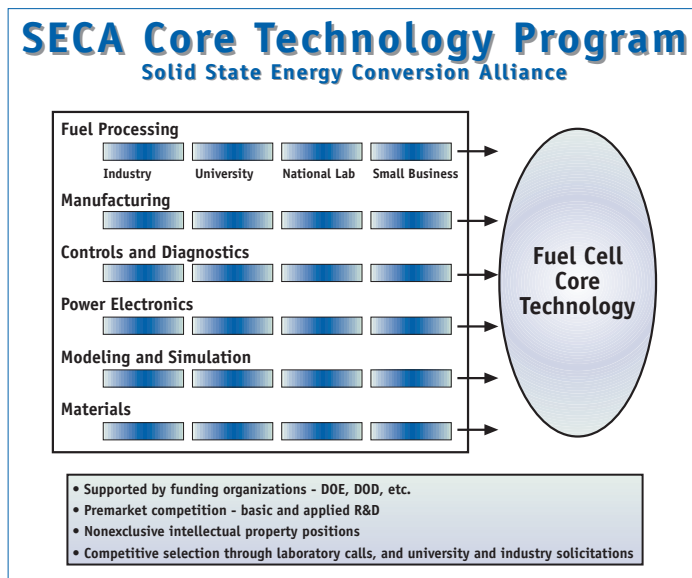 SECA Core Technology Program
Solid State Energy Conversion Alliance
Fuel Processing
Industry University National Lab Small Business
Manufacturing
Controls and Diagnostics
Power Electronics
Modeling and Simulation
Materials
Fuel Cell
Core
Technology
• Supported by funding organizations - DOE, DOD, etc.
• Premarket competition - basic and applied R&D
• Nonexclusive intellectual property positions
• Competitive selection through laboratory calls, and university and industry solicitations